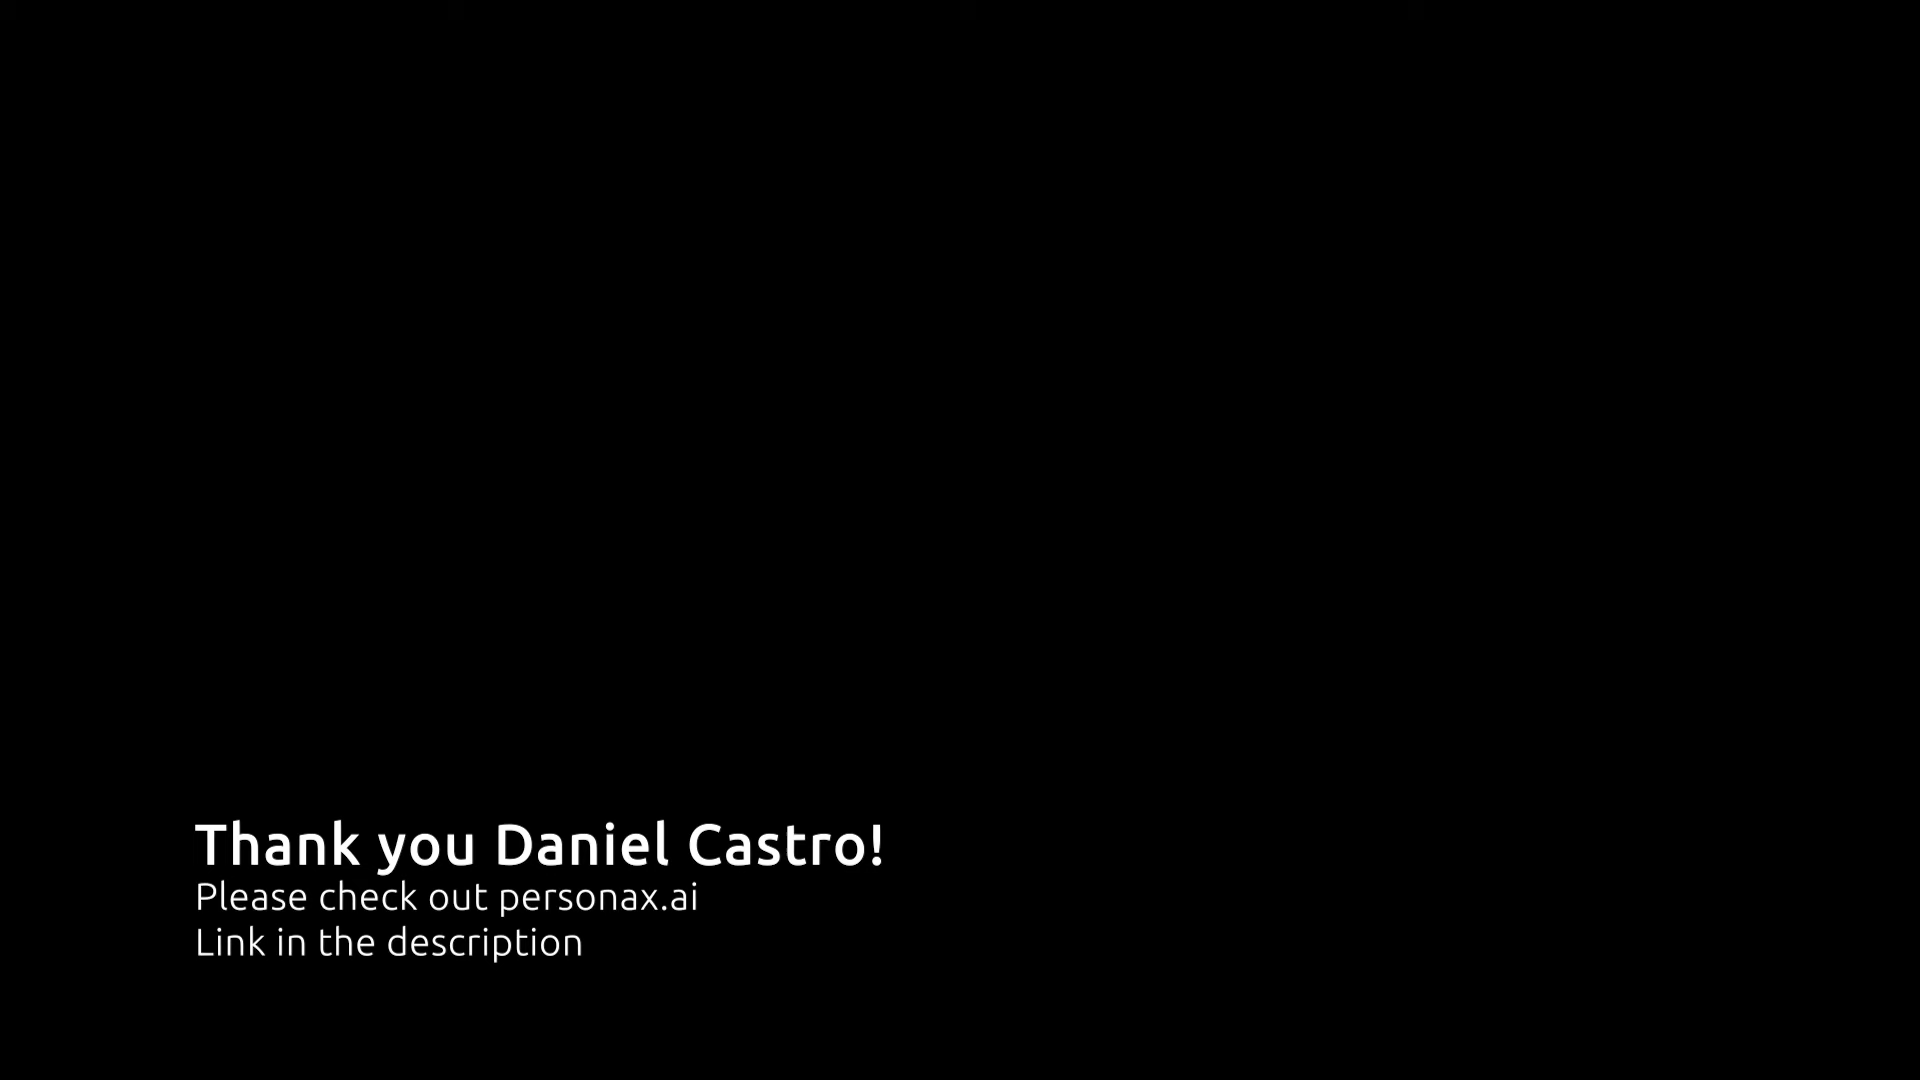 Thank you Daniel Castro!
Please check out personax.ai
Link in the description